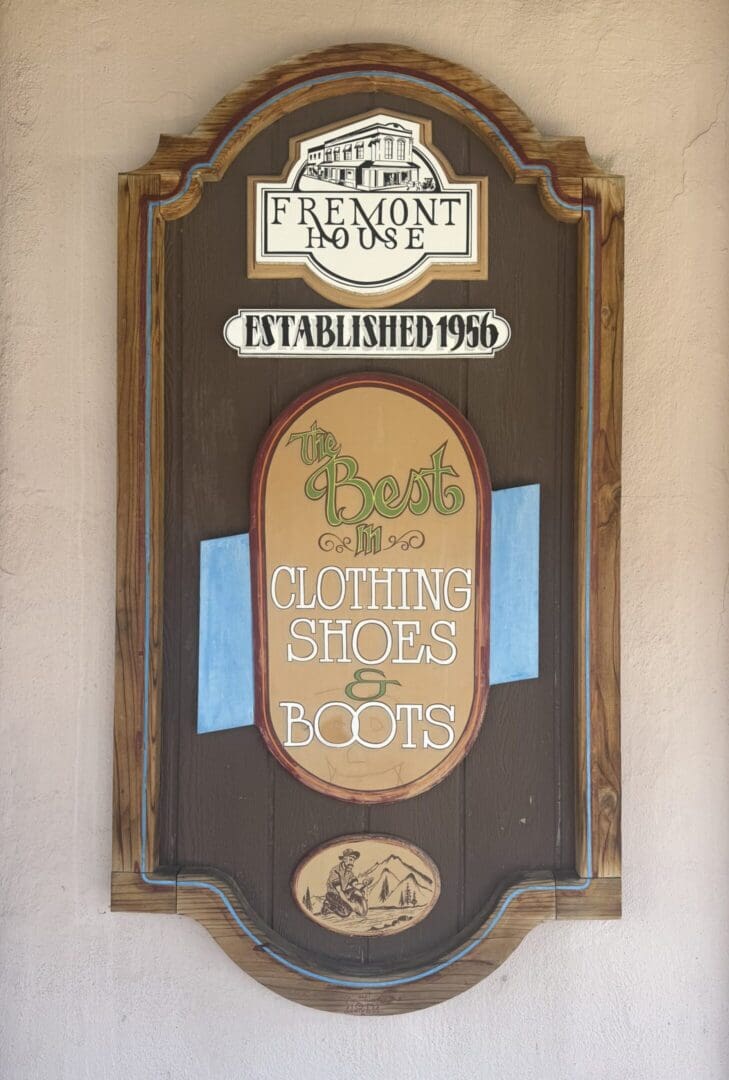 FREMONT
HOUSE
ESTABLISHED 1956
The
Best
in
CLOTHING
SHOES
&
BOOTS